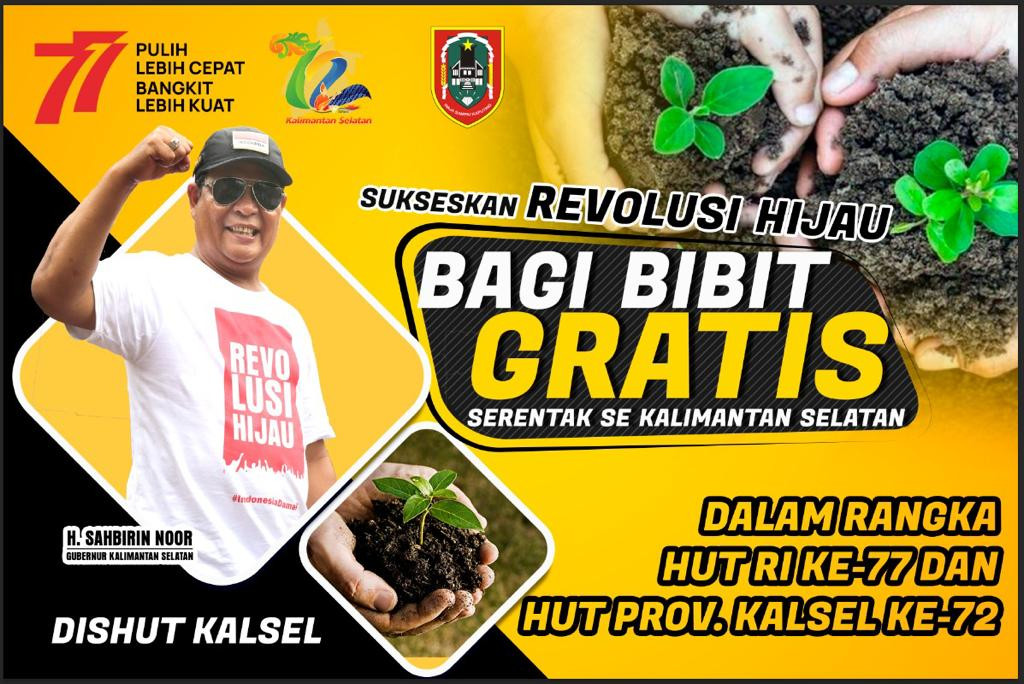 77
PULIH
LEBIH CEPAT
BANGKIT
LEBIH KUAT
72
Kalimantan Selatan
SUKSESKAN REVOLUSI HIJAU
BAGI BIBIT
GRATIS
SERENTAK SE KALIMANTAN SELATAN
REVO
LUSI
HIJAU
#IndonesiaDamai
H. SAHBIRIN NOOR
GUBERNUR KALIMANTAN SELATAN
DISHUT KALSEL
DALAM RANGKA
HUT RI KE-77 DAN
HUT PROV. KALSEL KE-72